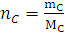 n_C = m_C / M_C